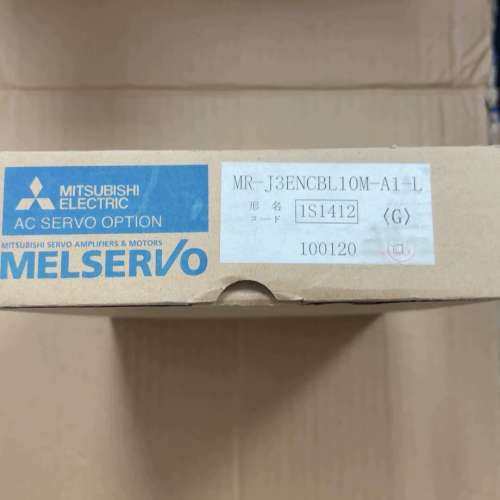 MITSUBISHI
ELECTRIC
AC SERVO OPTION
MITSUBISHI SERVO AMPLIFIERS & MOTORS
MELSERVO
MR-J3ENCBL10M-A1-L
形名
コード
1S1412
〈G〉
100120